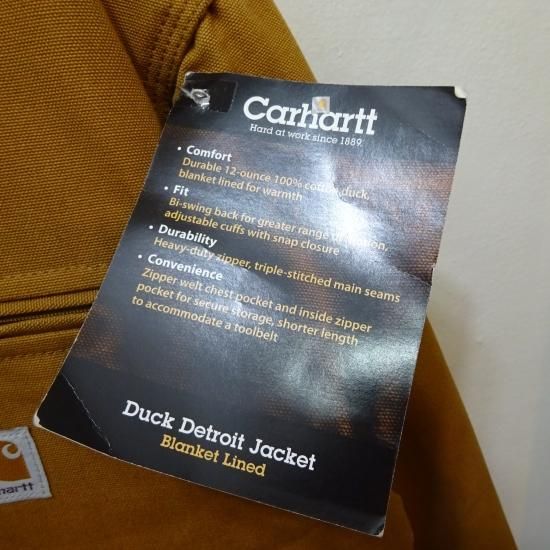 Carhartt
Hard at work since 1889.
• Comfort
Durable 12-ounce 100% cotton duck,
blanket lined for warmth
• Fit
Bi-swing back for greater range of motion,
adjustable cuffs with snap closure
• Durability
Heavy-duty zipper, triple-stitched main seams
• Convenience
Zipper welt chest pocket and inside zipper
pocket for secure storage, shorter length
to accommodate a toolbelt
Duck Detroit Jacket
Blanket Lined
hartt